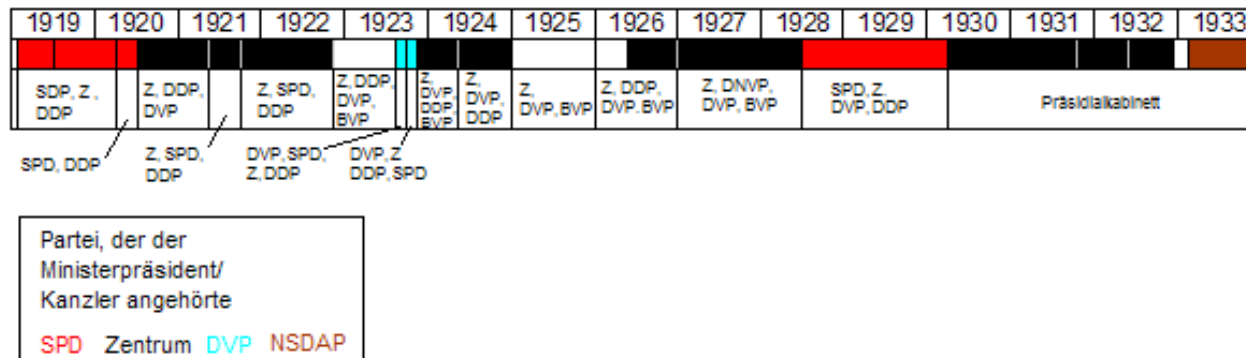 1919 1920 1921 1922 1923 1924 1925 1926 1927 1928 1929 1930 1931 1932 1933
SDP, Z ,
DDP
Z, DDP,
DVP
Z, SPD,
DDP
Z, DDP,
DVP,
BVP
Z,
DVP,
DDP,
BVP
Z,
DVP,
DDP
Z,
DVP, BVP
Z, DDP,
DVP. BVP
Z, DNVP,
DVP, BVP
SPD, Z,
DVP, DDP
Präsidialkabinett
SPD, DDP
Z, SPD,
DDP
DVP, SPD,
Z, DDP
DVP, Z
DDP, SPD
Partei, der der
Ministerpräsident/
Kanzler angehörte
SPD Zentrum DVP NSDAP